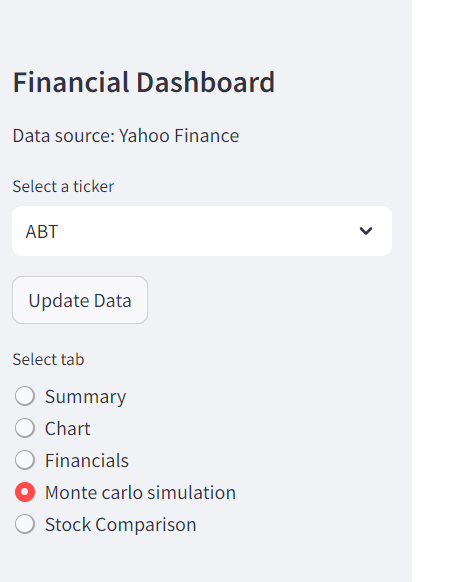 Financial Dashboard
Data source: Yahoo Finance
Select a ticker
ABT
Update Data
Select tab
Summary
Chart
Financials
Monte carlo simulation
Stock Comparison